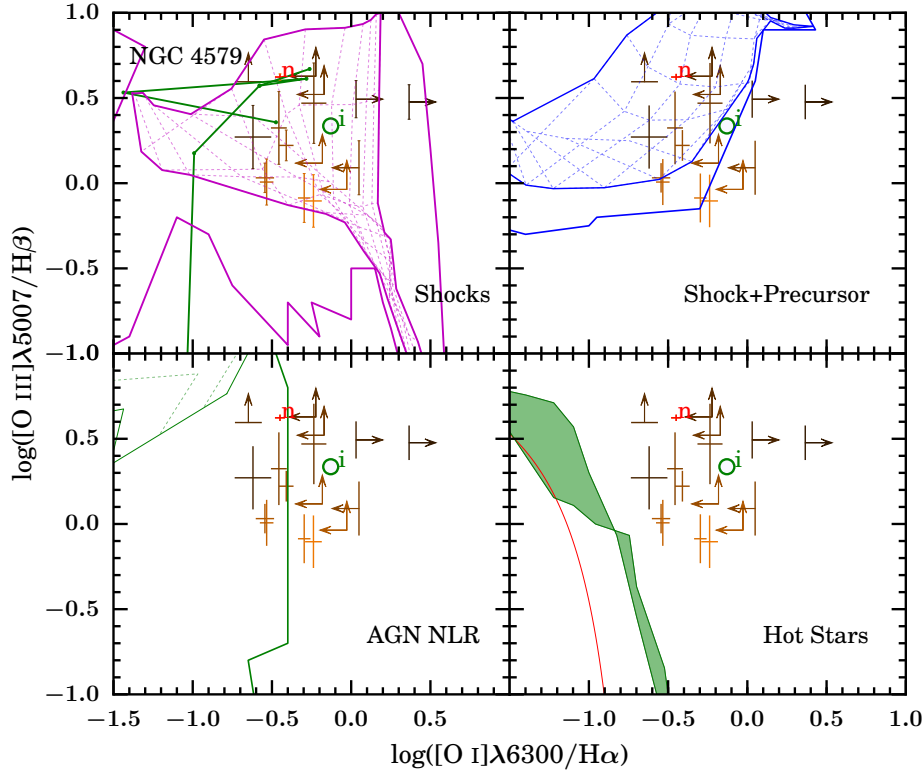 1.0
0.5
0.0
−0.5
−1.0
NGC 4579
n
i
Shocks
n
i
Shock+Precursor
0.5
0.0
−0.5
−1.0
n
i
AGN NLR
n
i
Hot Stars
−1.5
−1.0
−0.5
0.0
0.5
−1.0
−0.5
0.0
0.5
1.0
log([O III]λ5007/Hβ)
log([O I]λ6300/Hα)